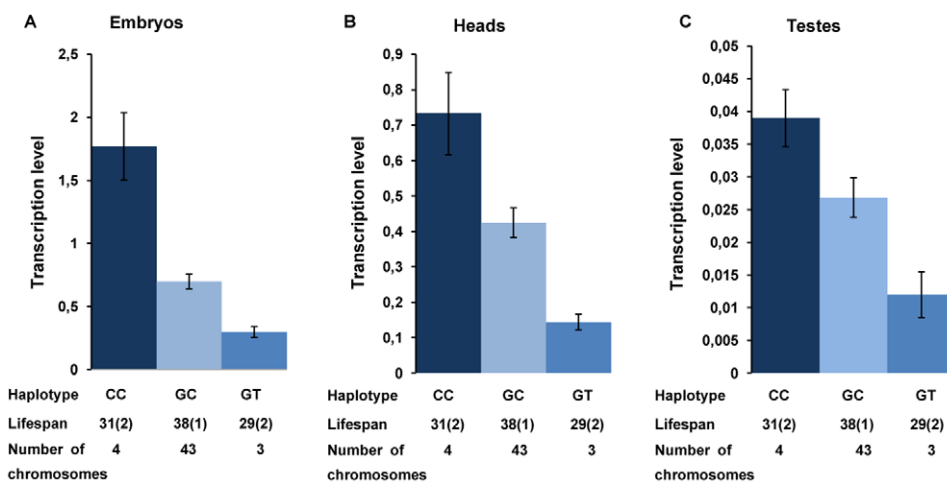 A Embryos
Transcription level
2,5
2
1,5
1
0,5
0
Haplotype CC GC GT
Lifespan 31(2) 38(1) 29(2)
Number of 4 43 3
chromosomes
B Heads
Transcription level
0,9
0,8
0,7
0,6
0,5
0,4
0,3
0,2
0,1
0
Haplotype CC GC GT
Lifespan 31(2) 38(1) 29(2)
Number of 4 43 3
chromosomes
C Testes
Transcription level
0,05
0,045
0,04
0,035
0,03
0,025
0,02
0,015
0,01
0,005
0
Haplotype CC GC GT
Lifespan 31(2) 38(1) 29(2)
Number of 4 43 3
chromosomes